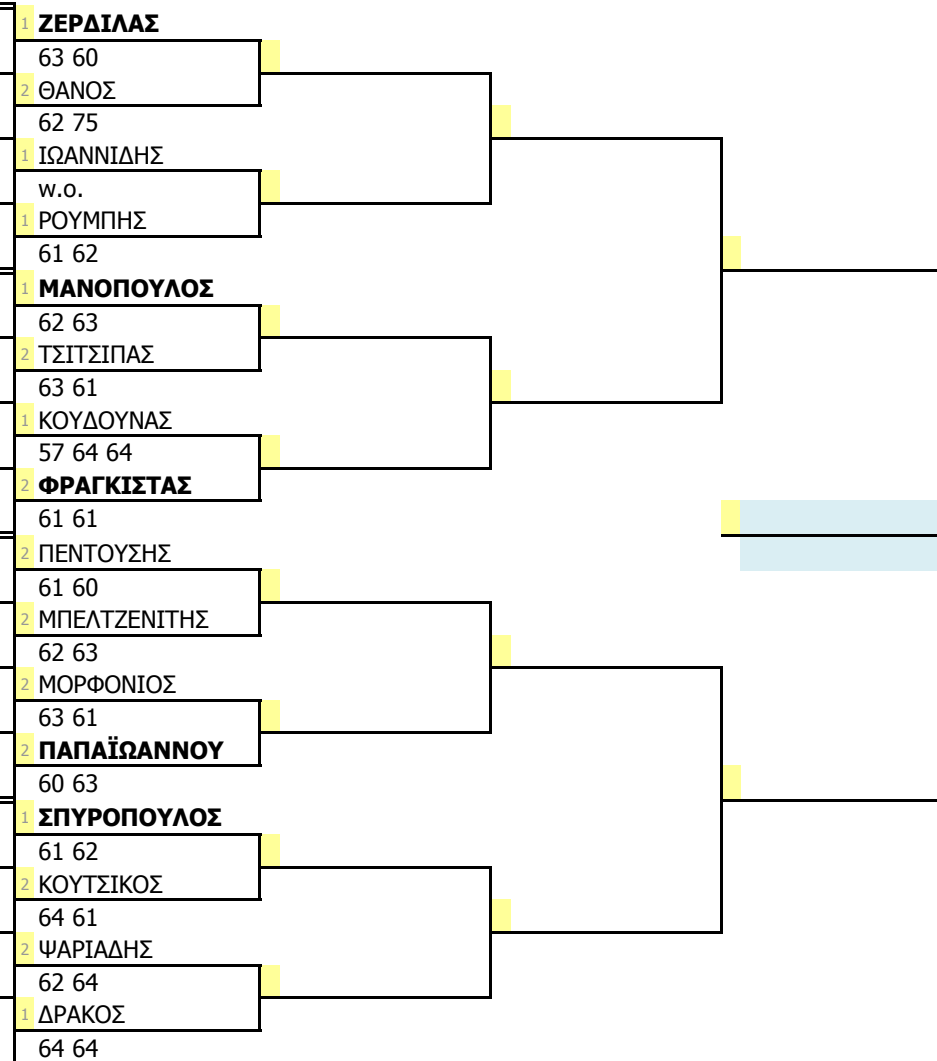 1 ΖΕΡΔΙΛΑΣ
63 60
2 ΘΑΝΟΣ
62 75
1 ΙΩΑΝΝΙΔΗΣ
w.o.
1 ΡΟΥΜΠΗΣ
61 62
1 ΜΑΝΟΠΟΥΛΟΣ
62 63
2 ΤΣΙΤΣΙΠΑΣ
63 61
1 ΚΟΥΔΟΥΝΑΣ
57 64 64
2 ΦΡΑΓΚΙΣΤΑΣ
61 61
2 ΠΕΝΤΟΥΣΗΣ
61 60
2 ΜΠΕΛΤΖΕΝΙΤΗΣ
62 63
2 ΜΟΡΦΟΝΙΟΣ
63 61
2 ΠΑΠΑΪΩΑΝΝΟΥ
60 63
1 ΣΠΥΡΟΠΟΥΛΟΣ
61 62
2 ΚΟΥΤΣΙΚΟΣ
64 61
2 ΨΑΡΙΑΔΗΣ
62 64
1 ΔΡΑΚΟΣ
64 64